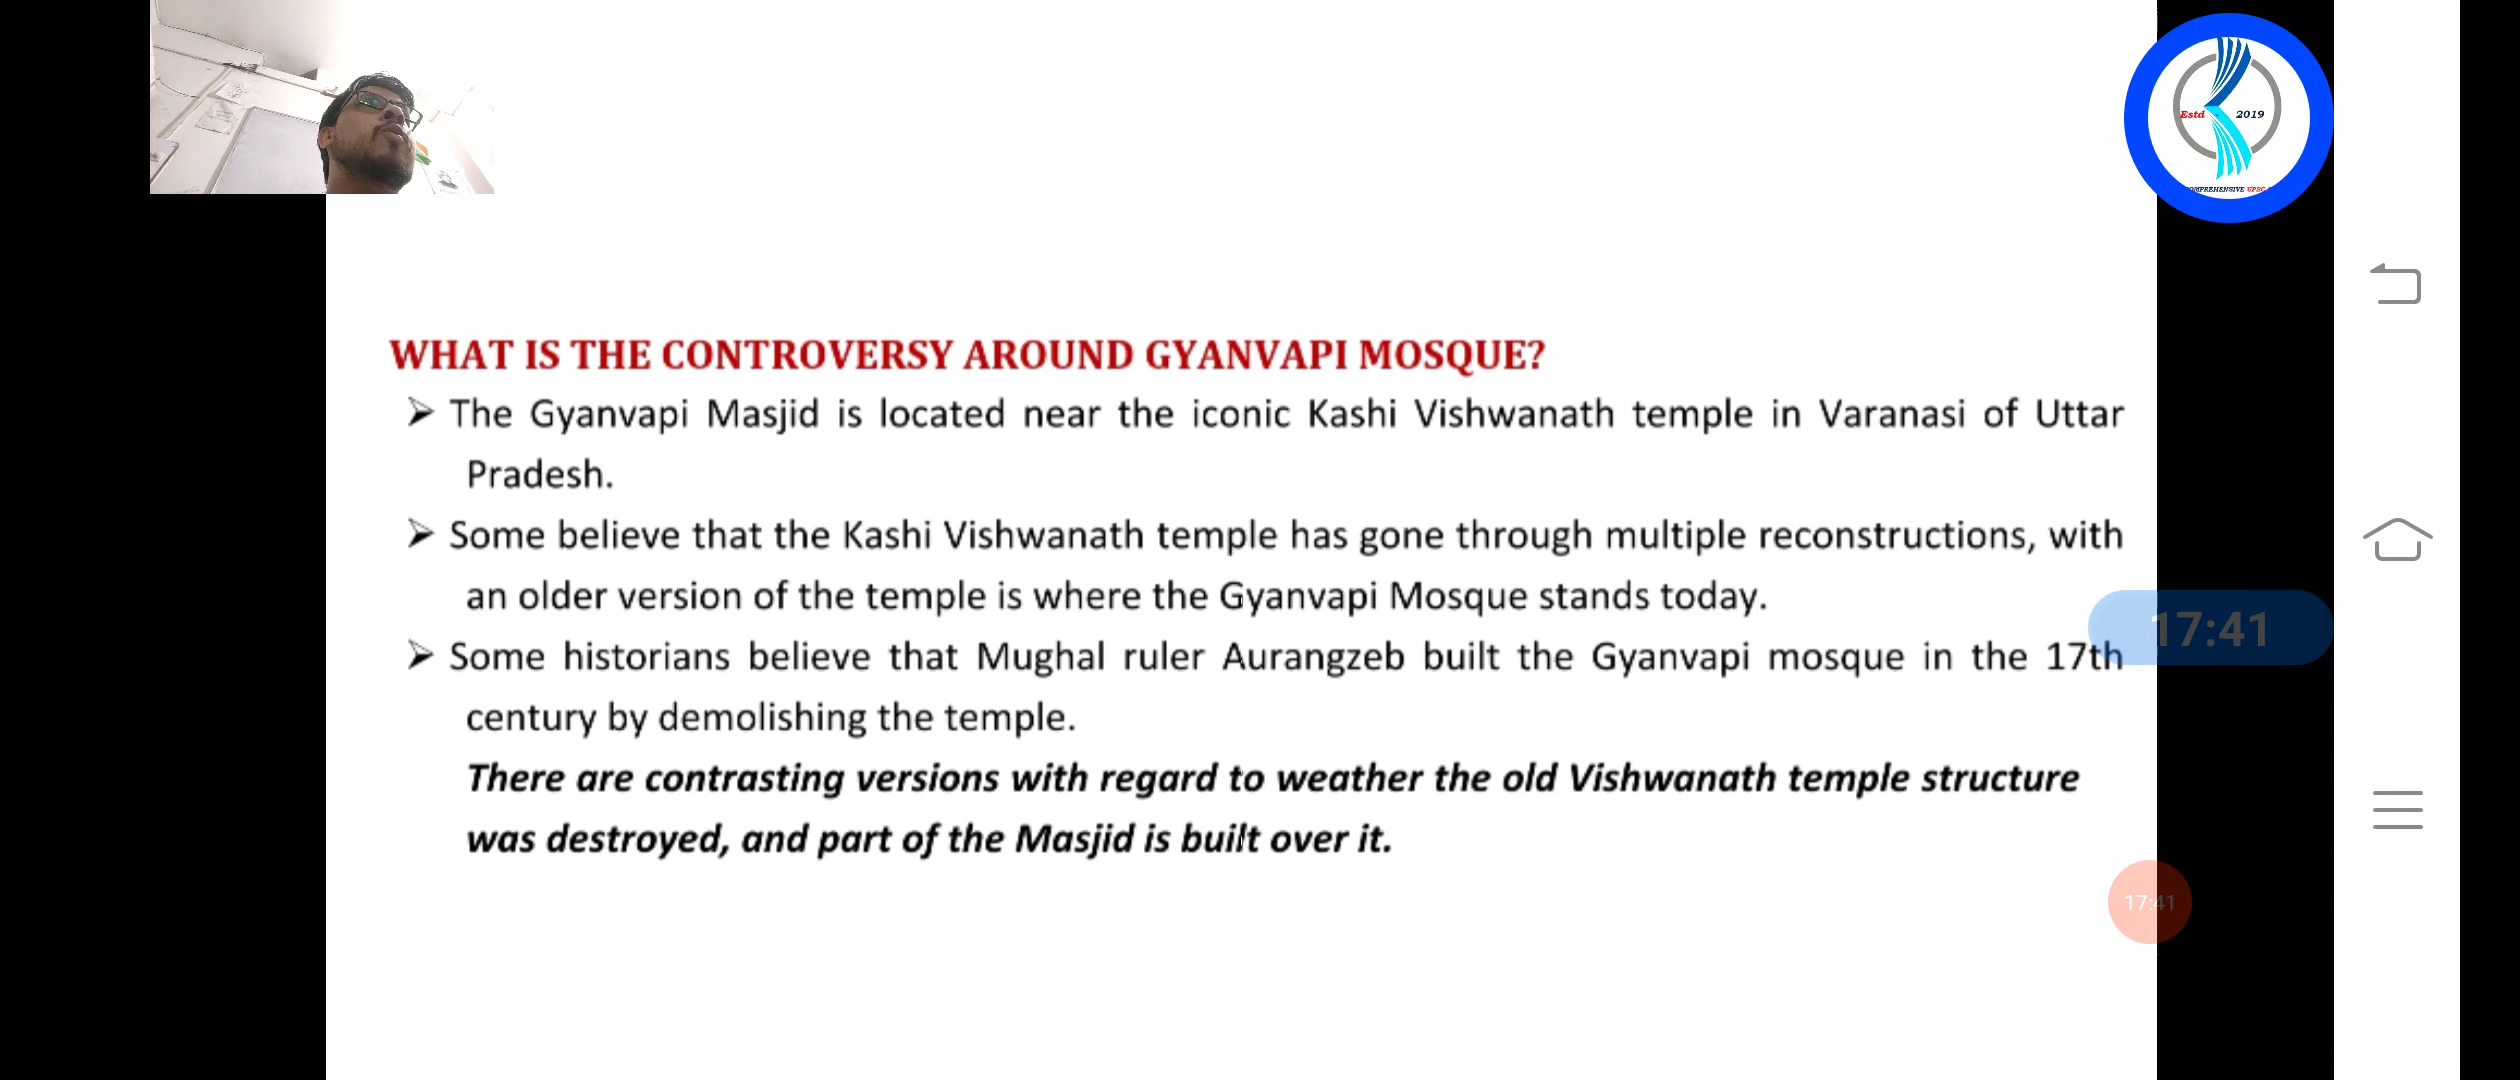 Estd 2019
OMPREHENSIVE UPSC
WHAT IS THE CONTROVERSY AROUND GYANVAPI MOSQUE?
➢ The Gyanvapi Masjid is located near the iconic Kashi Vishwanath temple in Varanasi of Uttar
Pradesh.
➢ Some believe that the Kashi Vishwanath temple has gone through multiple reconstructions, with
an older version of the temple is where the Gyanvapi Mosque stands today.
17:41
➢ Some historians believe that Mughal ruler Aurangzeb built the Gyanvapi mosque in the 17th
century by demolishing the temple.
There are contrasting versions with regard to weather the old Vishwanath temple structure
was destroyed, and part of the Masjid is built over it.
17:41